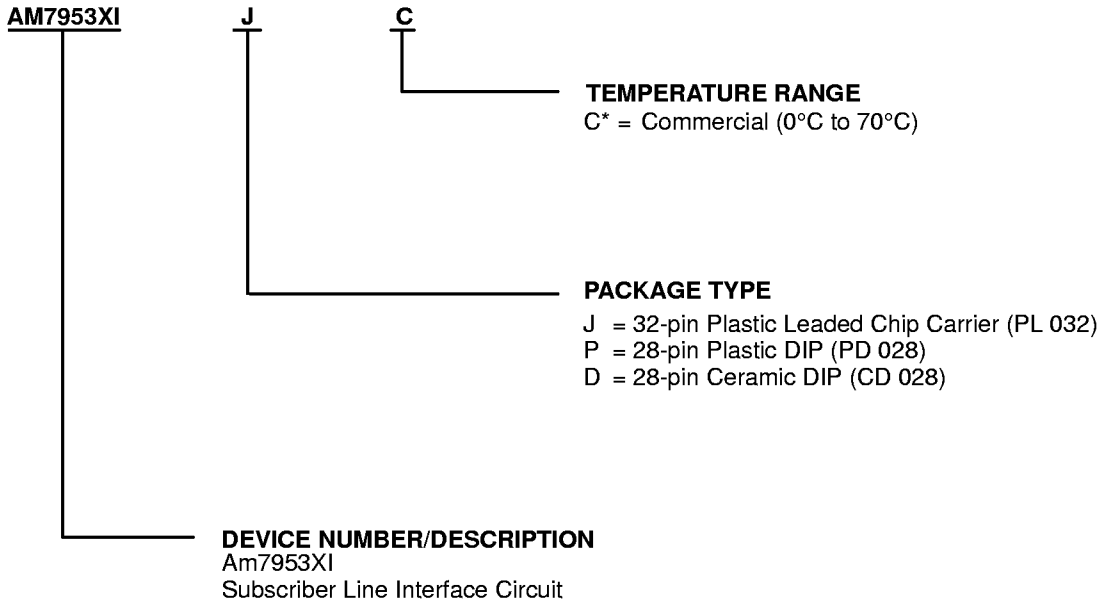 AM7953XI J C
TEMPERATURE RANGE
C* = Commercial (0°C to 70°C)
PACKAGE TYPE
J = 32-pin Plastic Leaded Chip Carrier (PL 032)
P = 28-pin Plastic DIP (PD 028)
D = 28-pin Ceramic DIP (CD 028)
DEVICE NUMBER/DESCRIPTION
Am7953XI
Subscriber Line Interface Circuit